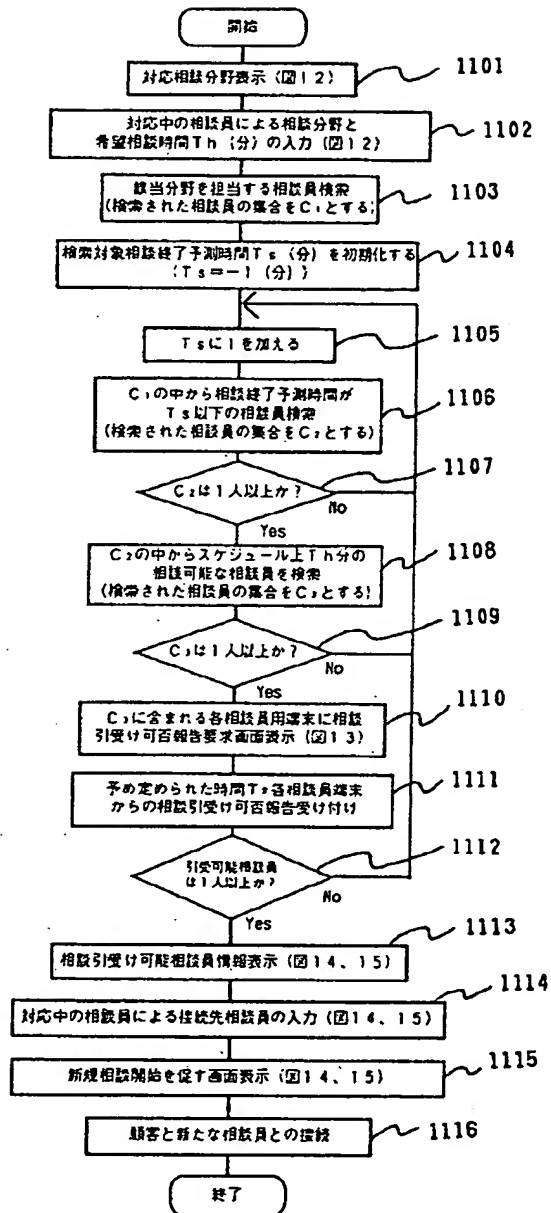 開始
対応相談分野表示（図１２）
1101
対応中の相談員による相談分野と
希望相談時間Ｔｈ（分）の入力（図１２）
1102
該当分野を担当する相談員検索
（検索された相談員の集合をＣ₁とする）
1103
検索対象相談終了予測時間Ｔｓ（分）を初期化する
（Ｔｓ＝－１（分））
1104
Ｔｓに１を加える
1105
Ｃ₁の中から相談終了予測時間が
Ｔｓ以下の相談員検索
（検索された相談員の集合をＣ₂とする）
1106
Ｃ₂は１人以上か？
1107
No
Yes
Ｃ₂の中からスケジュール上Ｔｈ分の
相談可能な相談員を検索
（検索された相談員の集合をＣ₃とする）
1108
Ｃ₃は１人以上か？
1109
No
Yes
Ｃ₃に含まれる各相談員用端末に相談
引受け可否報告要求画面表示（図１３）
1110
予め定められた時間Ｔr各相談員端末
からの相談引受け可否報告受け付け
1111
引受可能相談員
は１人以上か？
1112
No
Yes
相談引受け可能相談員情報表示（図１４、１５）
1113
対応中の相談員による接続先相談員の入力（図１４、１５）
1114
新規相談開始を促す画面表示（図１４、１５）
1115
顧客と新たな相談員との接続
1116
終了